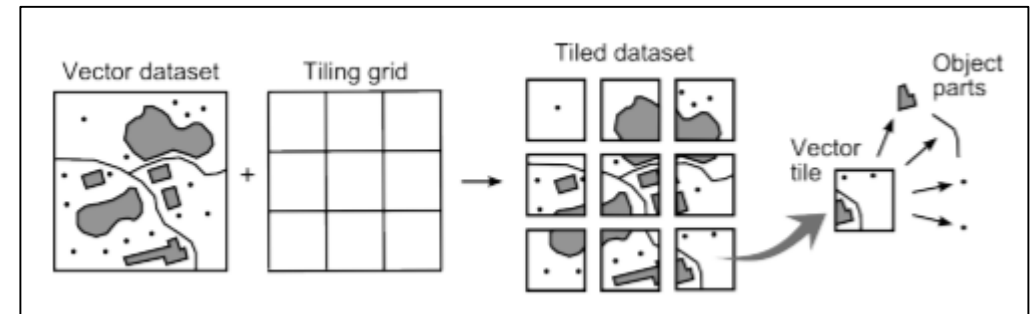 Vector dataset
Tiling grid
Tiled dataset
Object
parts
Vector
tile
+